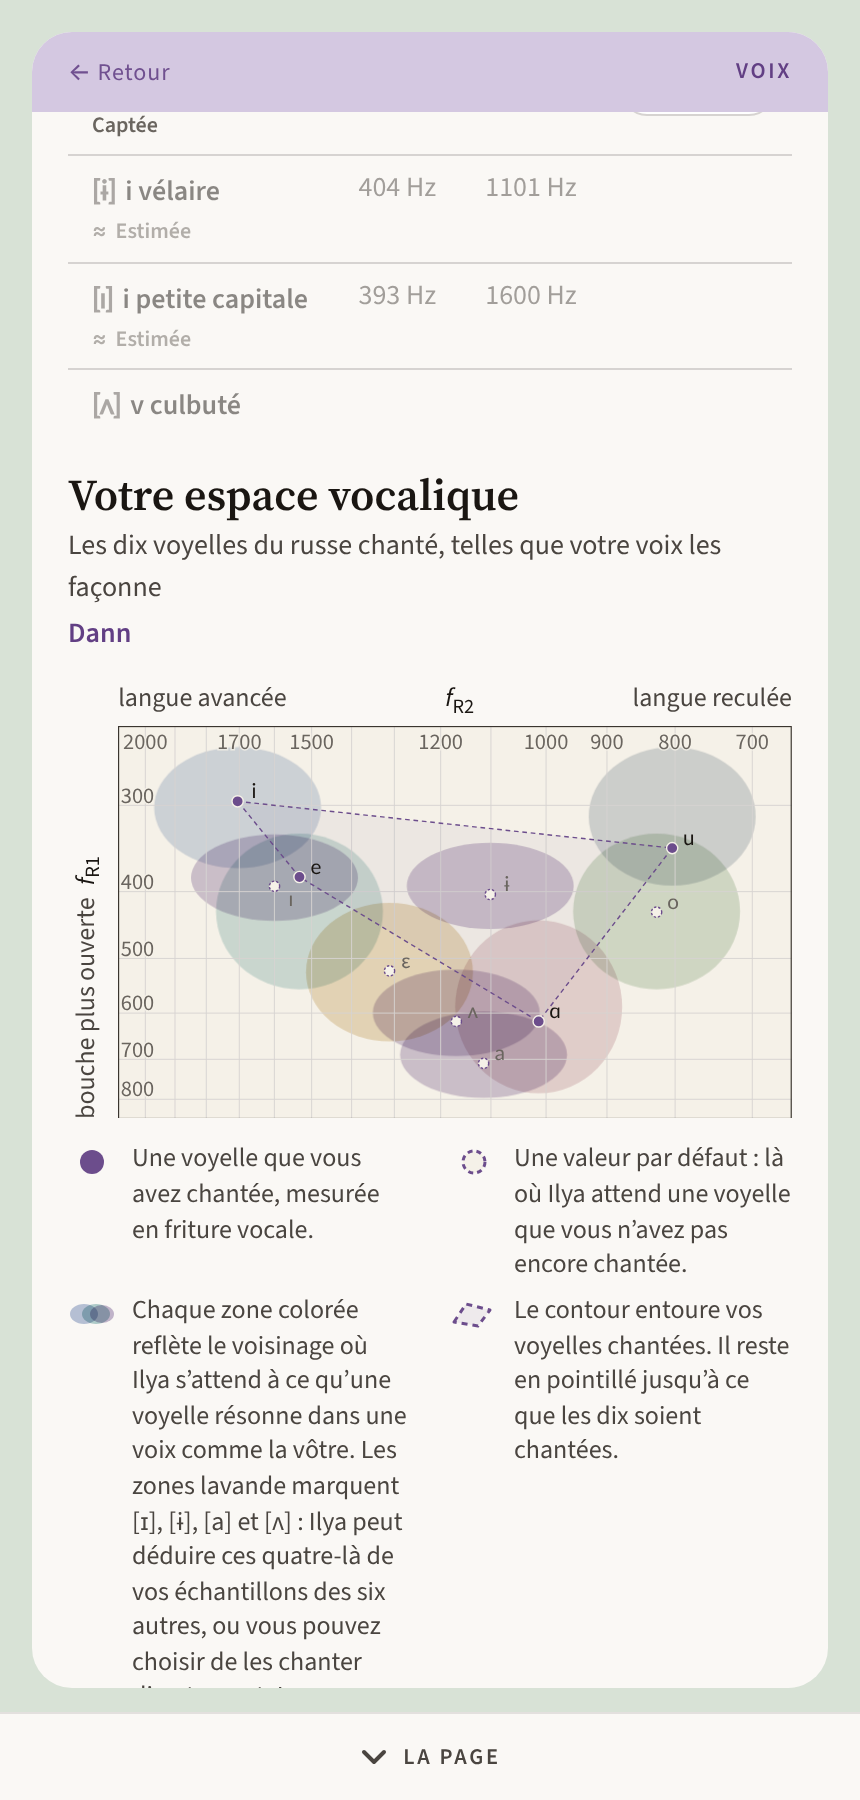 ← Retour
VOIX
Captée
[ɨ] i vélaire 404 Hz 1101 Hz
≈ Estimée
[ɪ] i petite capitale 393 Hz 1600 Hz
≈ Estimée
[ʌ] v culbuté
Votre espace vocalique
Les dix voyelles du russe chanté, telles que votre voix les
façonne
Dann
langue avancée fR2 langue reculée
2000 1700 1500 1200 1000 900 800 700
bouche plus ouverte fR1
300
400
500
600
700
800
i
u
e
ɨ
ɪ
o
ɛ
ʌ
ɑ
a
Une voyelle que vous
avez chantée, mesurée
en friture vocale.
Une valeur par défaut : là
où Ilya attend une voyelle
que vous n’avez pas
encore chantée.
Chaque zone colorée
reflète le voisinage où
Ilya s’attend à ce qu’une
voyelle résonne dans une
voix comme la vôtre. Les
zones lavande marquent
[ɪ], [ɨ], [a] et [ʌ] : Ilya peut
déduire ces quatre-là de
vos échantillons des six
autres, ou vous pouvez
choisir de les chanter
Le contour entoure vos
voyelles chantées. Il reste
en pointillé jusqu’à ce
que les dix soient
chantées.
LA PAGE